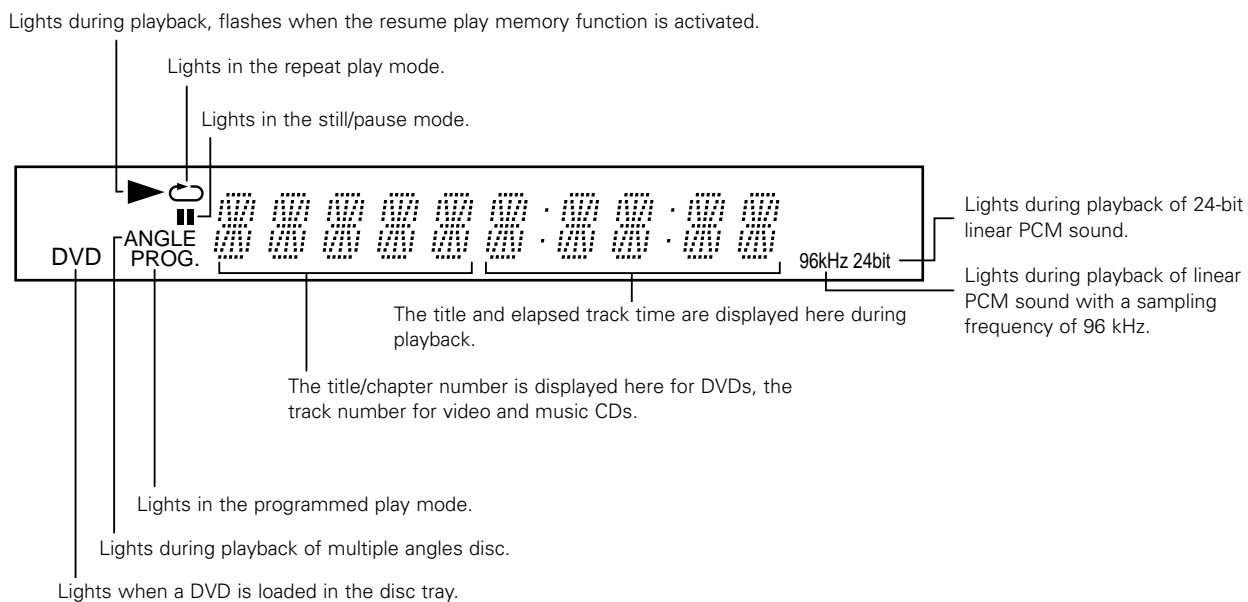 Lights during playback, flashes when the resume play memory function is activated.
Lights in the repeat play mode.
Lights in the still/pause mode.
ANGLE
DVD PROG.
96kHz 24bit
Lights during playback of 24-bit
linear PCM sound.
Lights during playback of linear
PCM sound with a sampling
frequency of 96 kHz.
The title and elapsed track time are displayed here during
playback.
The title/chapter number is displayed here for DVDs, the
track number for video and music CDs.
Lights in the programmed play mode.
Lights during playback of multiple angles disc.
Lights when a DVD is loaded in the disc tray.